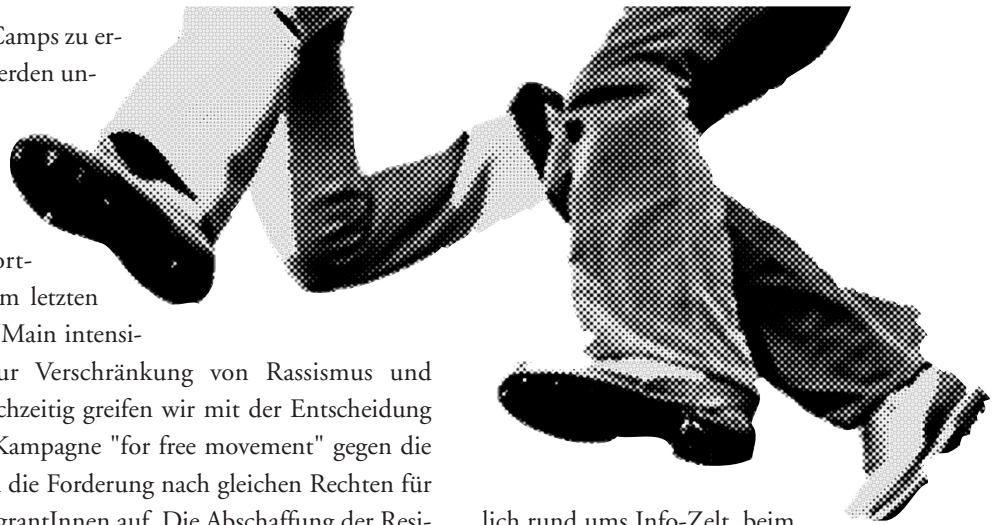 Camps zu er-
erden un-
ort-
m letzten
Main intensi-
ur Verschränkung von Rassismus und
chzeitig greifen wir mit der Entscheidung
Kampagne "for free movement" gegen die
die Forderung nach gleichen Rechten für
grantInnen auf. Die Abschaffung der Resi-
lich rund ums Info-Zelt, beim